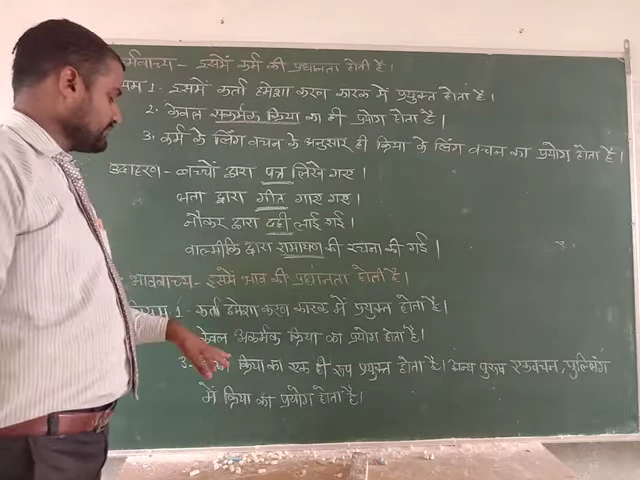 र्मवाच्य - इसमें कर्म की प्रधानता होती है।
यम 1. इसमें कर्ता हमेशा करण कारक में प्रयुक्त होता है।
2. केवल सकर्मक क्रिया का ही प्रयोग होता है।
3. कर्म के लिंग वचन के अनुसार ही क्रिया के लिंग वचन का प्रयोग होता है।
उदाहरण - बच्चों द्वारा पत्र लिखे गए।
द्वारा गीत गाए गए।
नौकर द्वारा दही लाई गई।
वाल्मीकि द्वारा रामायण की रचना की गई।
भाववाच्य - इसमें भाव की प्रधानता होती है।
नियम 1. कर्ता हमेशा करण कारक में प्रयुक्त होता है।
केवल अकर्मक क्रिया का प्रयोग होता है।
3. क्रिया का एक ही रूप प्रयुक्त होता है। अन्य पुरुष एकवचन, पुल्लिंग
में क्रिया का प्रयोग होता है।